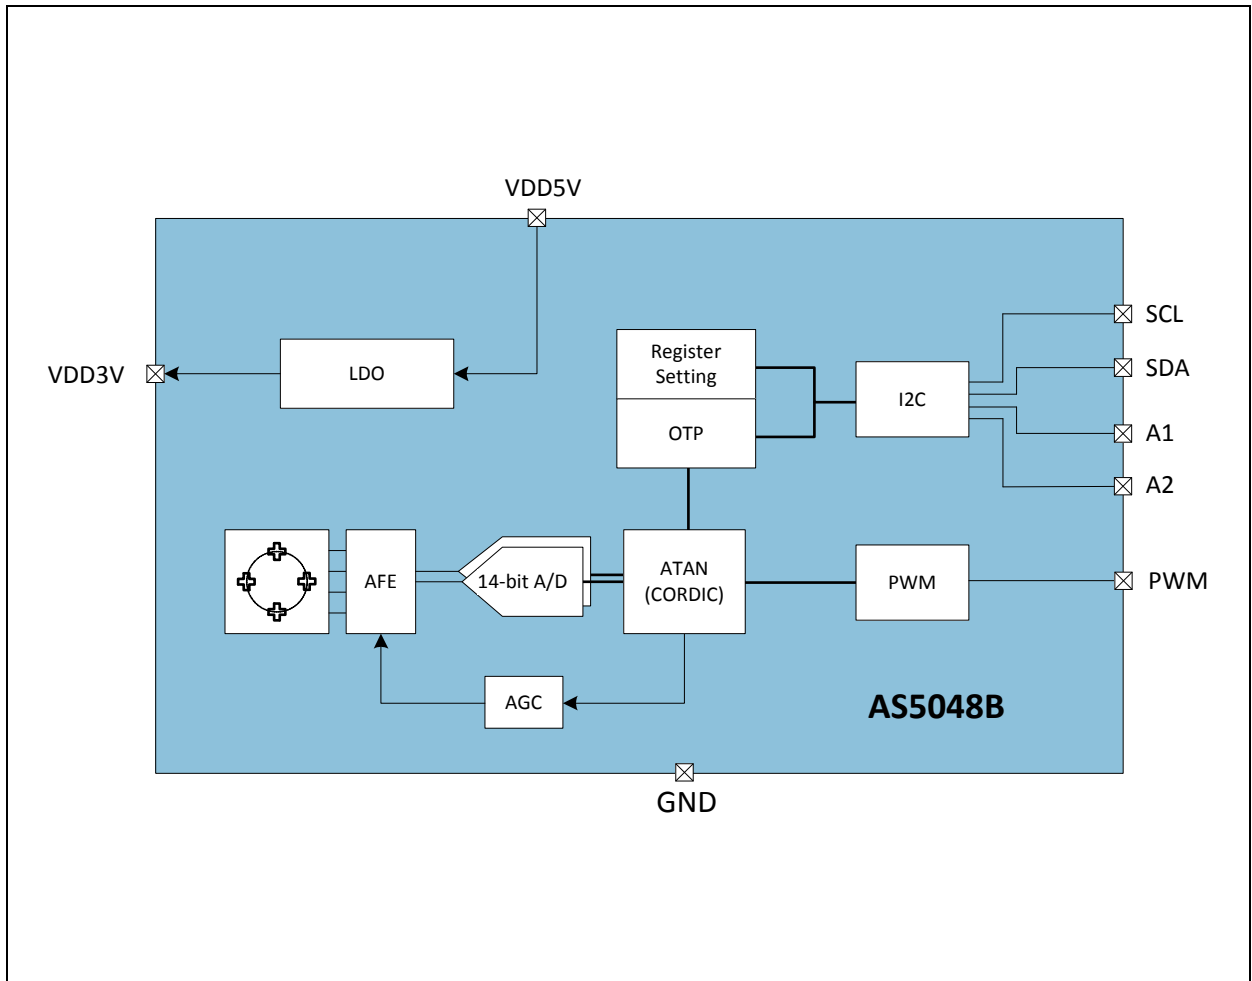 VDD5V
SCL
Register
Setting
SDA
VDD3V
LDO
I2C
OTP
A1
A2
AFE
14-bit A/D
ATAN
(CORDIC)
PWM
PWM
AGC
AS5048B
GND